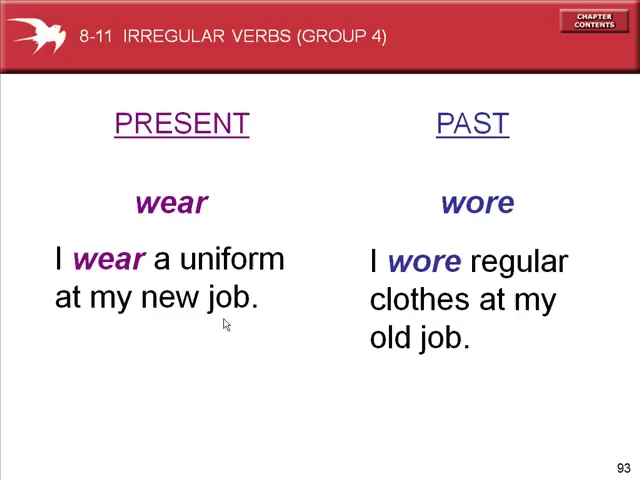 8-11 IRREGULAR VERBS (GROUP 4)
CHAPTER
CONTENTS
PRESENT
PAST
wear
wore
I wear a uniform
at my new job.
I wore regular
clothes at my
old job.
93